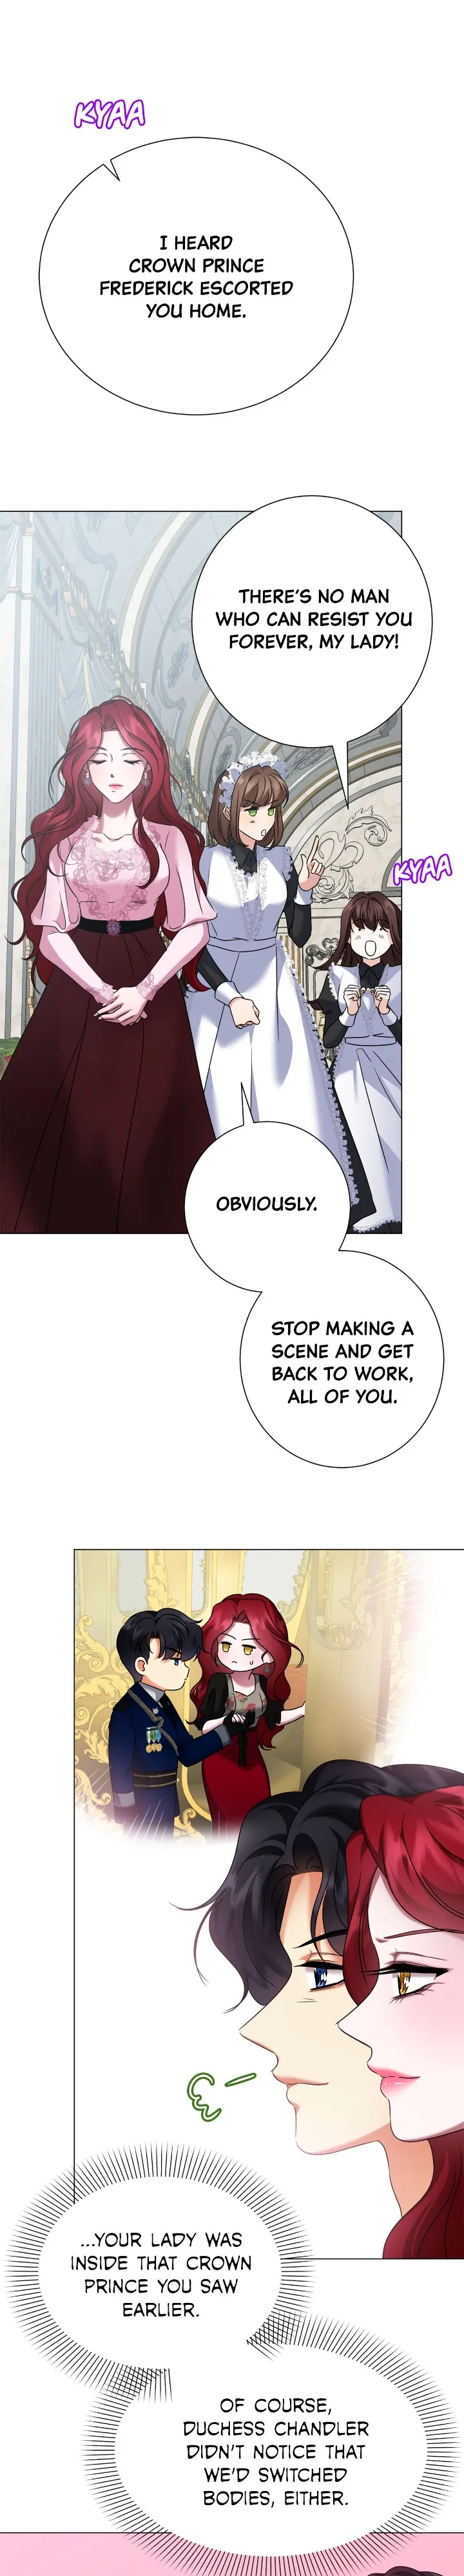 KYAA
I HEARD
CROWN PRINCE
FREDERICK ESCORTED
YOU HOME.
THERE'S NO MAN
WHO CAN RESIST YOU
FOREVER, MY LADY!
KYAA
OBVIOUSLY.
STOP MAKING A
SCENE AND GET
BACK TO WORK,
ALL OF YOU.
...YOUR LADY WAS
INSIDE THAT CROWN
PRINCE YOU SAW
EARLIER.
OF COURSE,
DUCHESS CHANDLER
DIDN'T NOTICE THAT
WE'D SWITCHED
BODIES, EITHER.